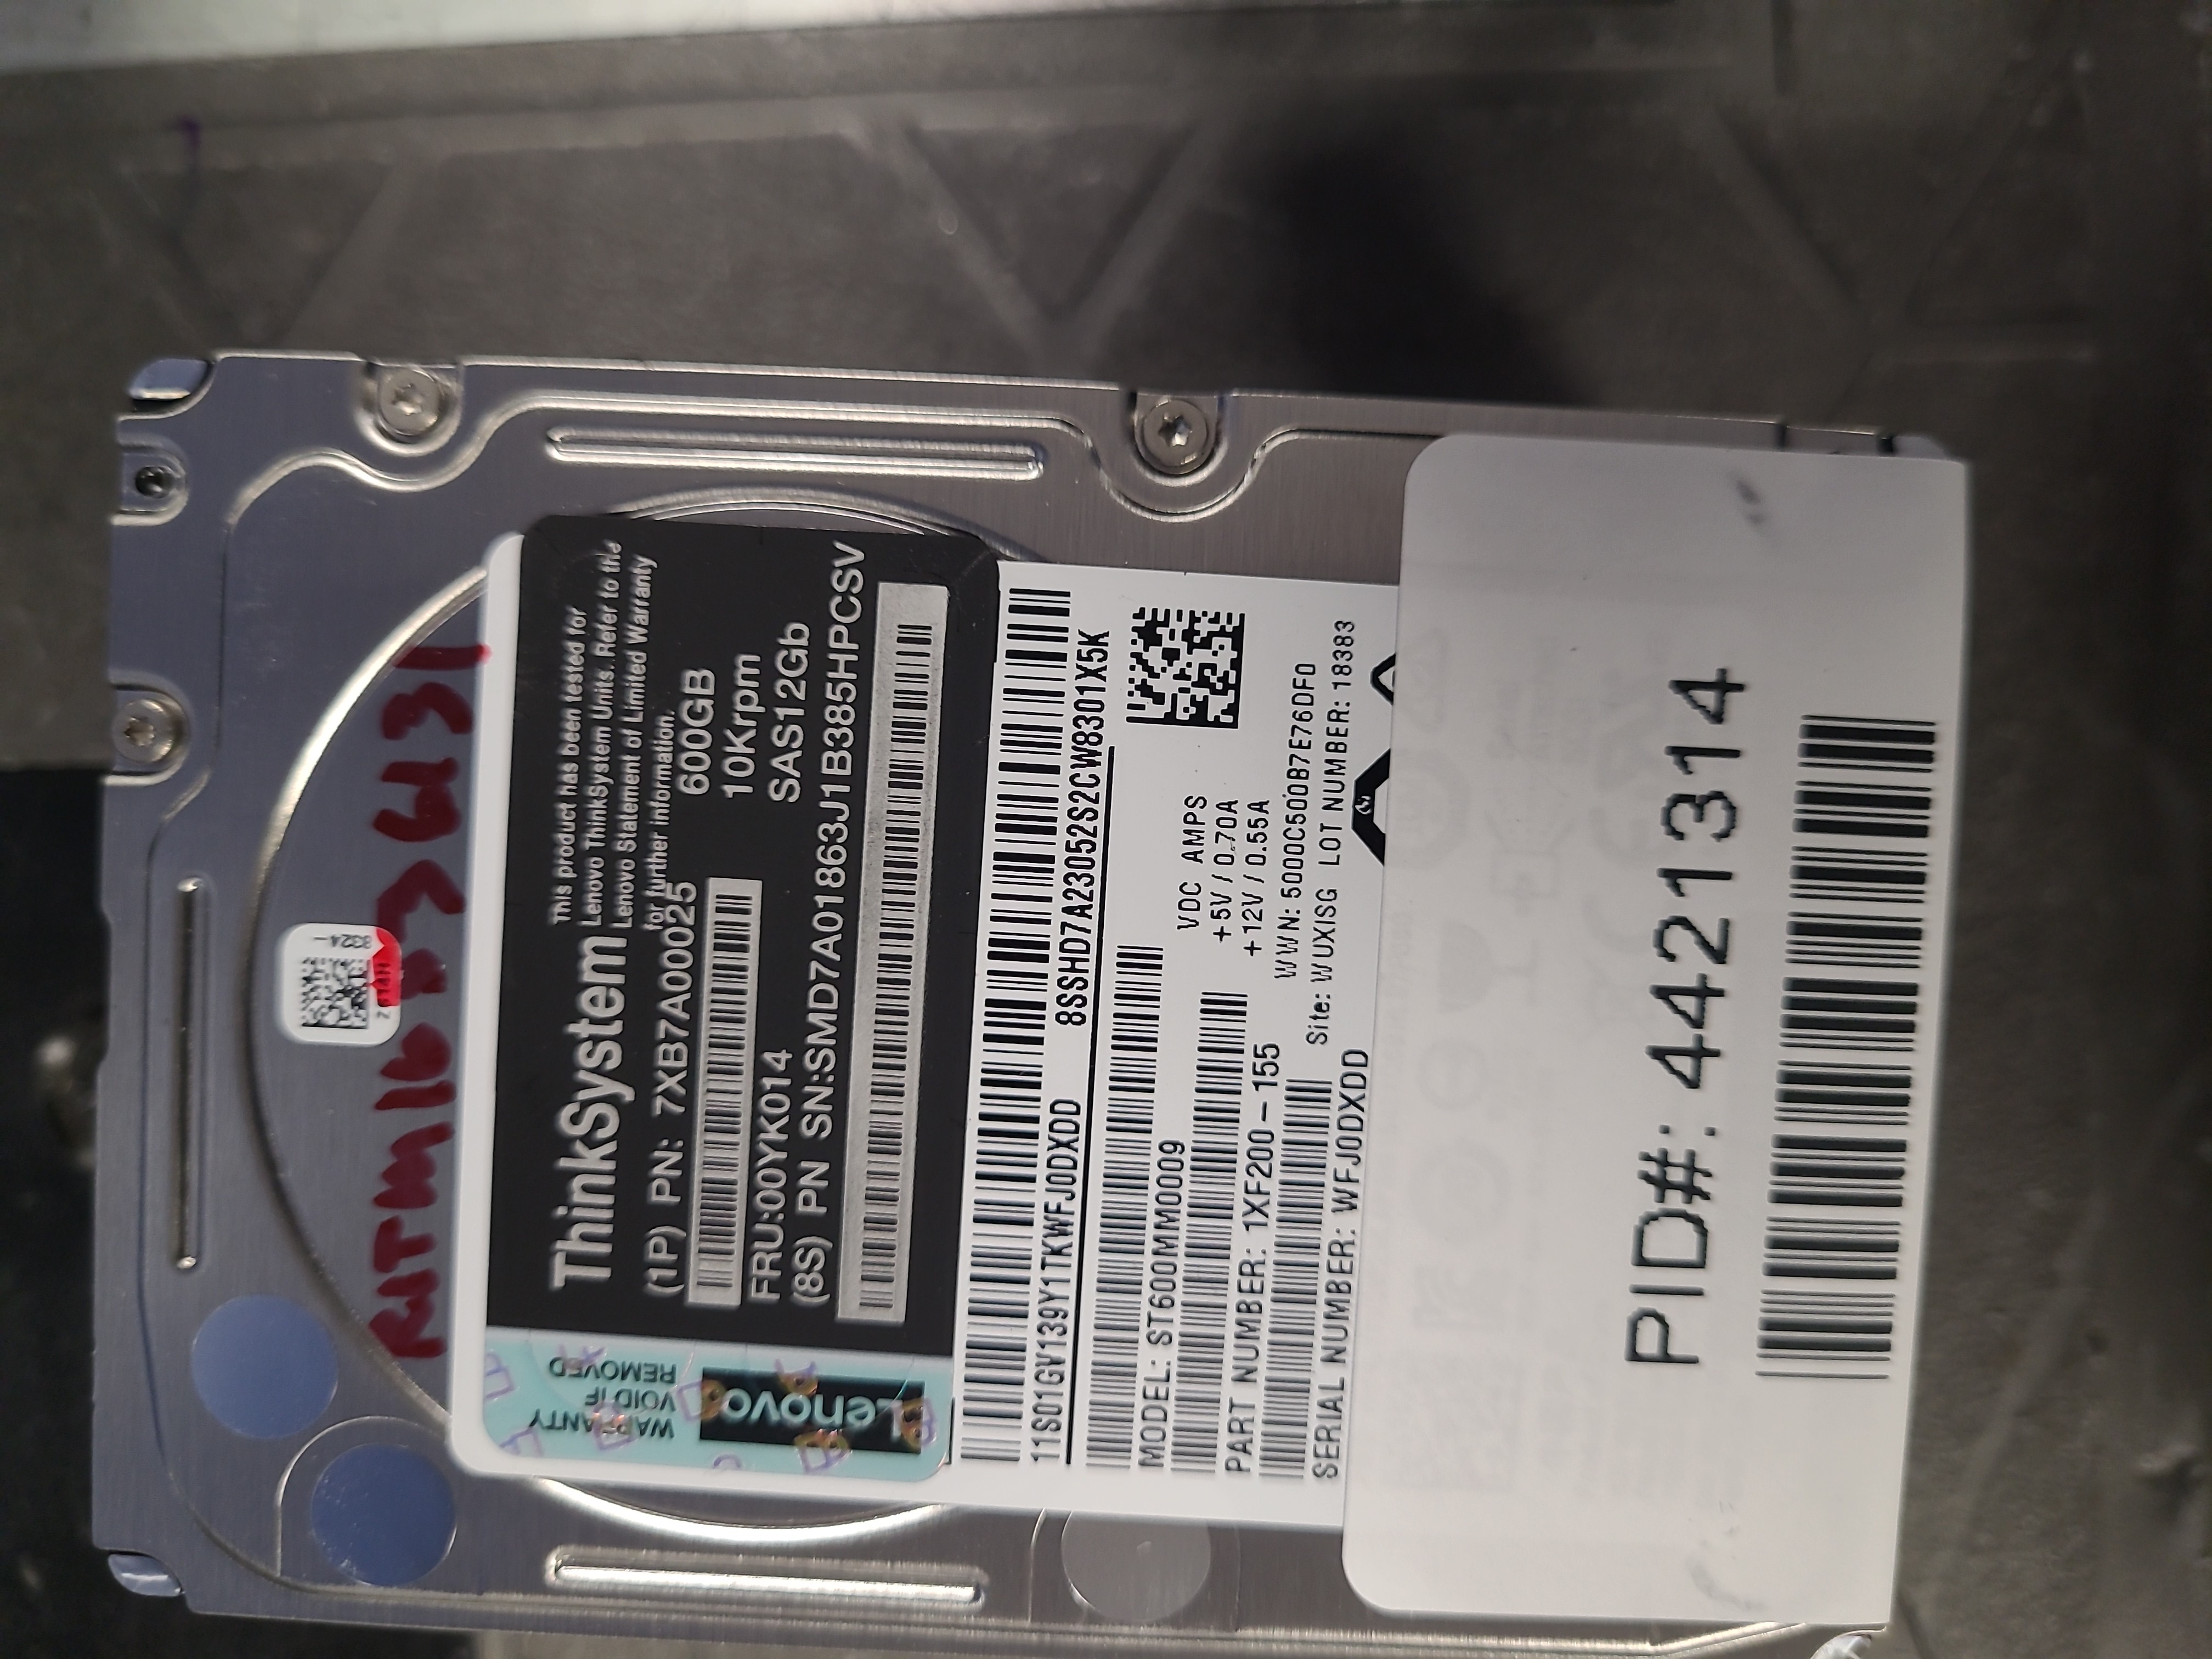 8324-
RITM16536131
WARRANTY
VOID IF
REMOVED
Lenovo
ThinkSystem
This product has been tested for
Lenovo ThinkSystem Units. Refer to the
Lenovo Statement of Limited Warranty
for further information.
(1P) PN: 7XB7A00025
600GB
10Krpm
FRU:00YK014
SAS12Gb
(8S) PN SN:SMD7A01863J1B385HPCSV
11S01GV139Y1TKWFJ0DXDD 8SSHD7A23052S2CW8301X5K
MODEL: ST600MM0009
VDC AMPS
+5V / 0.70A
+12V / 0.55A
PART NUMBER: 1XF200-155
WWN: 5000C500B7E76DF0
Site: WUXISG LOT NUMBER: 18383
SERIAL NUMBER: WFJ0DXDD
PID#: 4421314